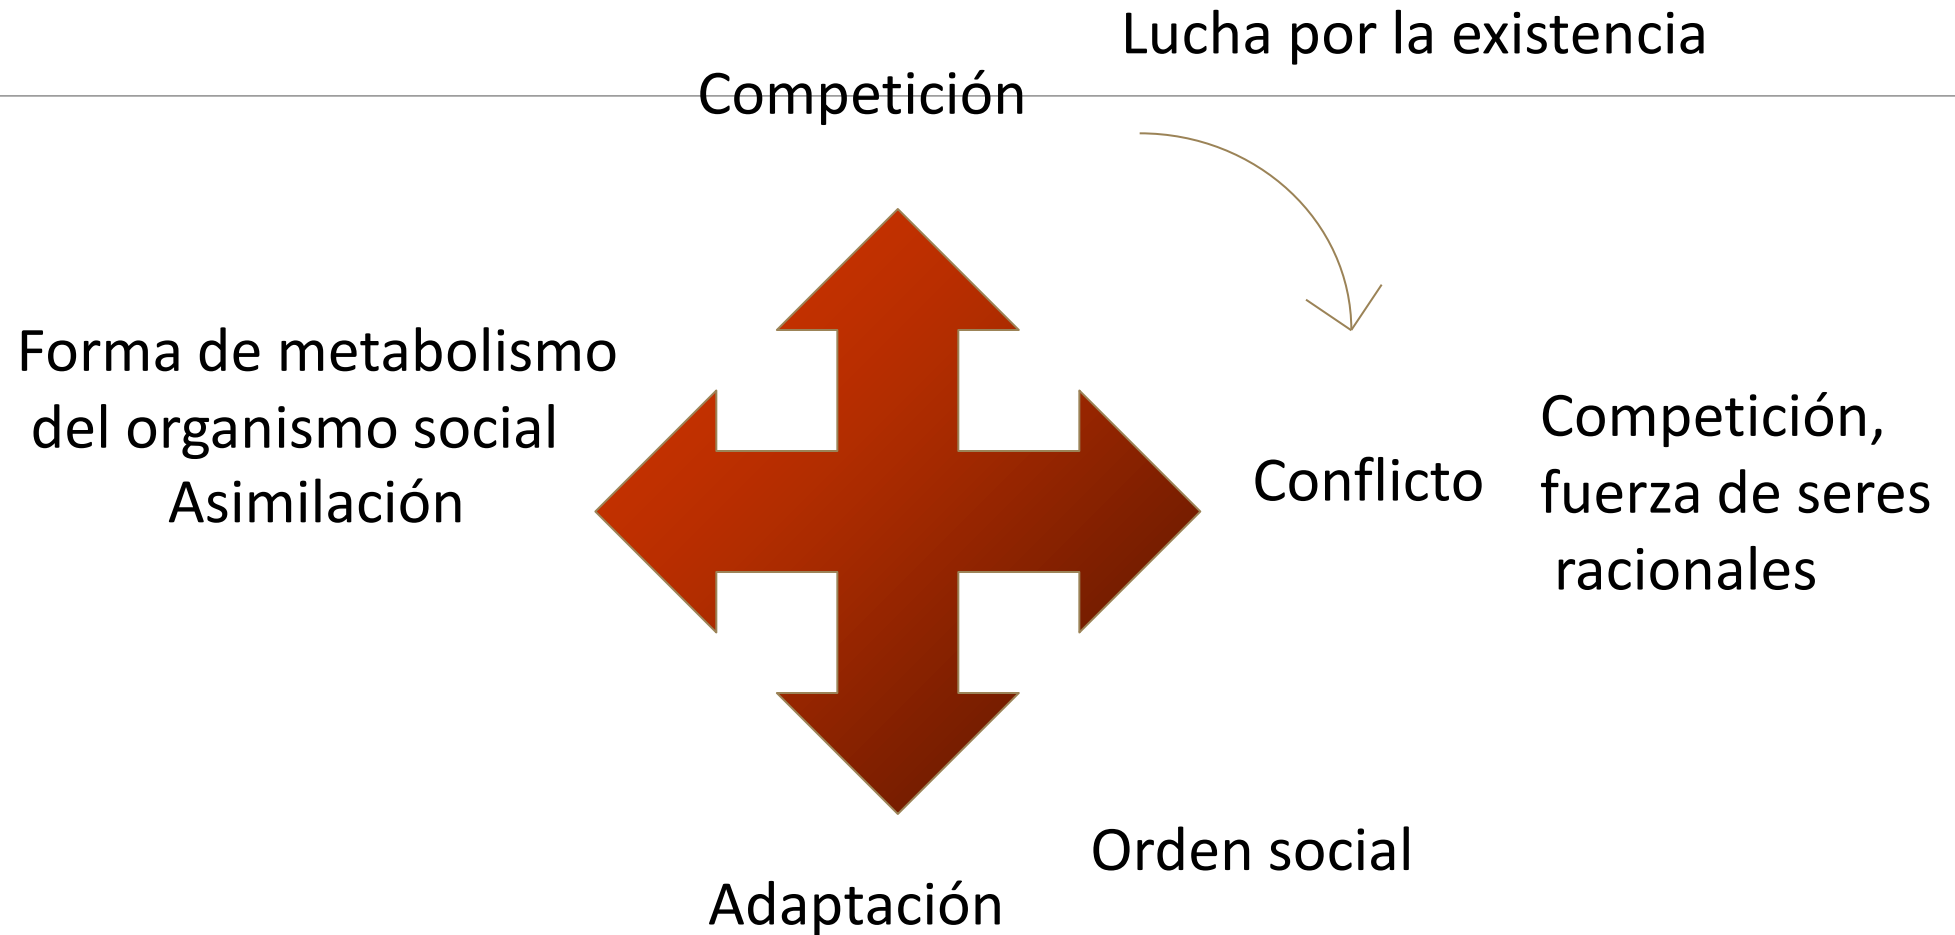 Lucha por la existencia
Competición
Forma de metabolismo
del organismo social
Asimilación
Conflicto
Competición,
fuerza de seres
racionales
Orden social
Adaptación